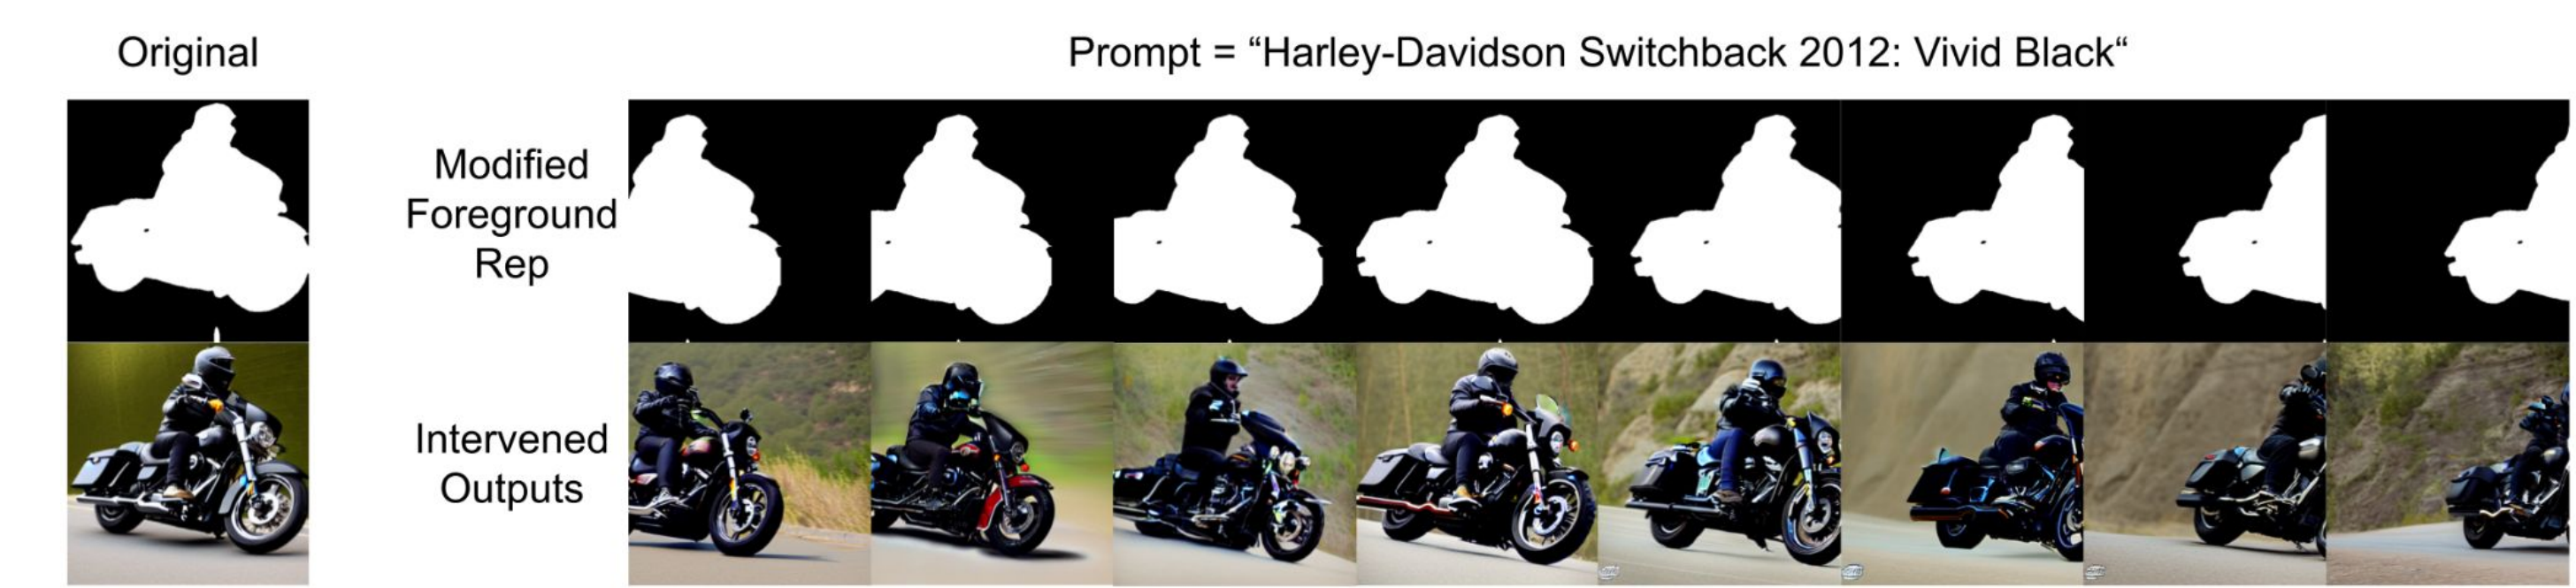 Original
Prompt = “Harley-Davidson Switchback 2012: Vivid Black“
Modified
Foreground
Rep
Intervened
Outputs